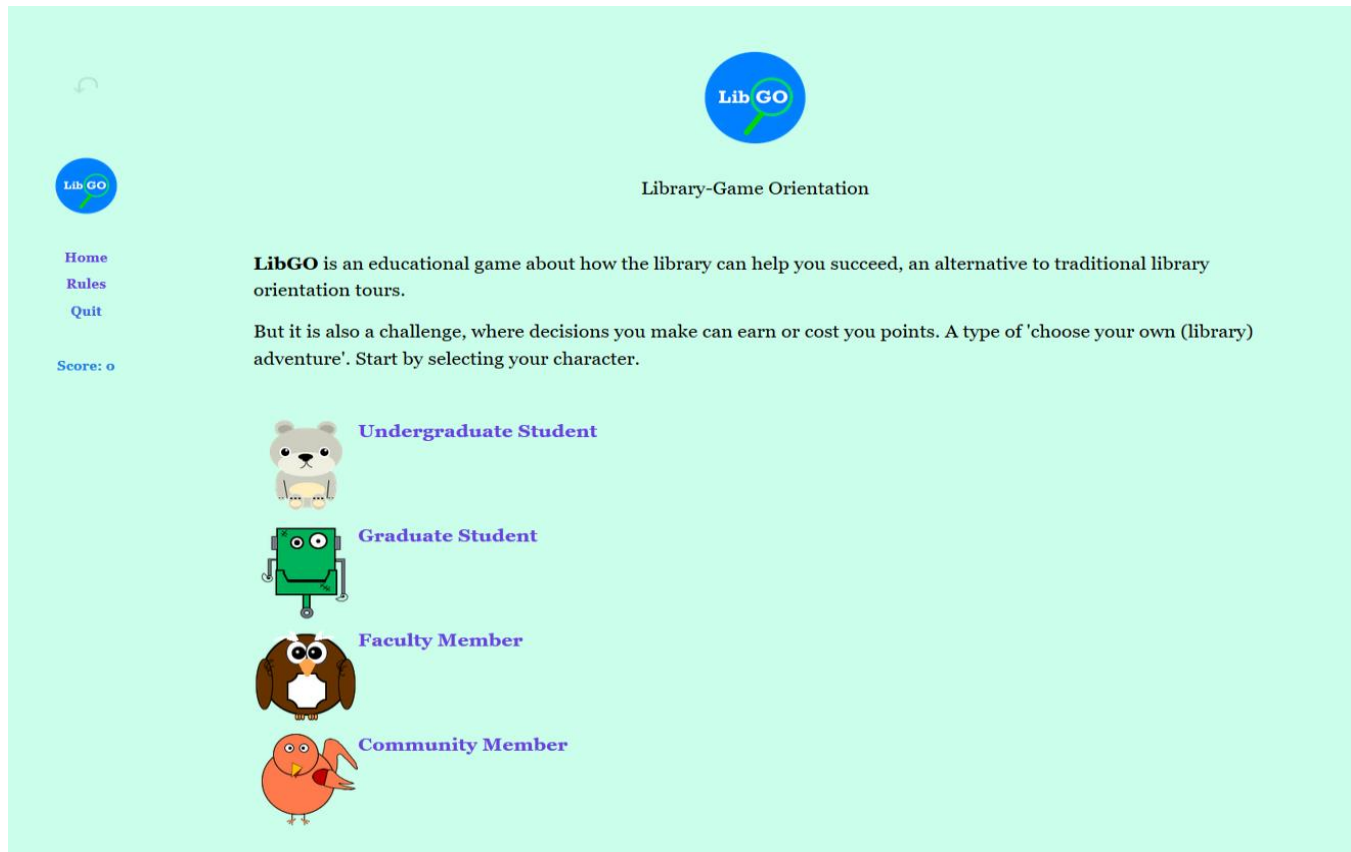 Lib GO
Lib GO
Home
Rules
Quit
Score: 0
Library-Game Orientation
LibGO is an educational game about how the library can help you succeed, an alternative to traditional library
orientation tours.
But it is also a challenge, where decisions you make can earn or cost you points. A type of 'choose your own (library)
adventure'. Start by selecting your character.
Undergraduate Student
Graduate Student
Faculty Member
Community Member